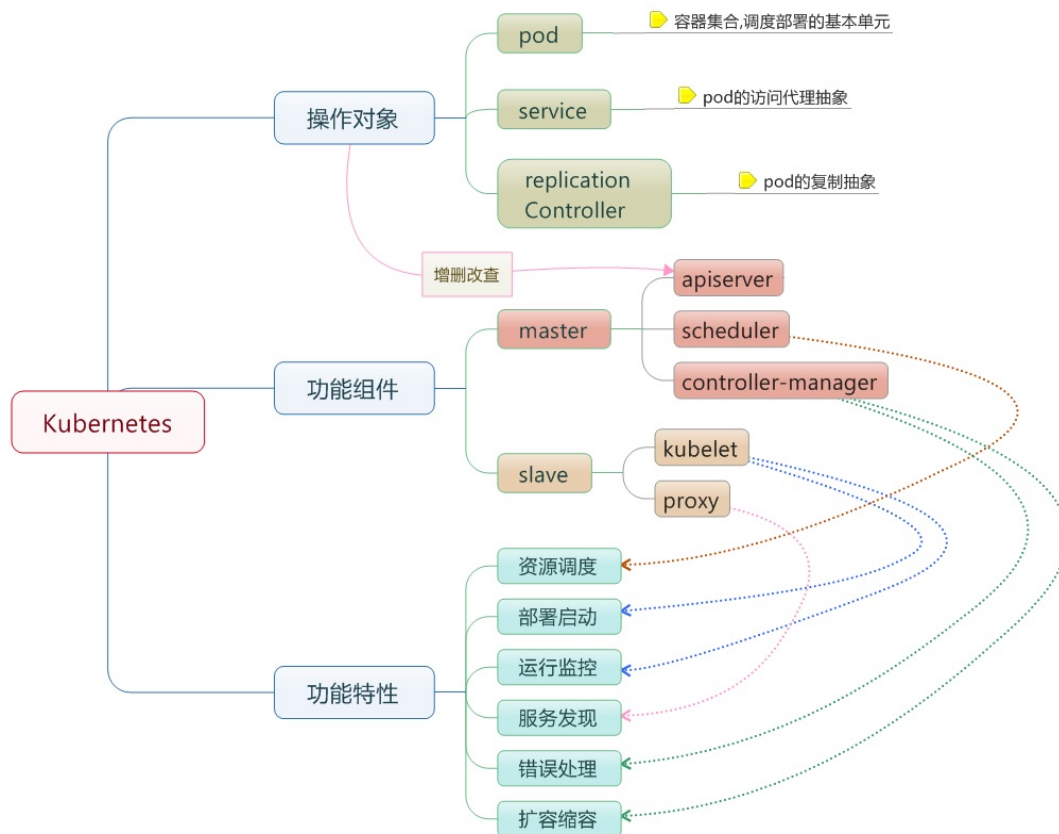 pod
容器集合,调度部署的基本单元
操作对象
service
pod的访问代理抽象
replication
Controller
pod的复制抽象
增删改查
apiserver
master
scheduler
功能组件
controller-manager
Kubernetes
kubelet
slave
proxy
资源调度
部署启动
运行监控
功能特性
服务发现
错误处理
扩容缩容